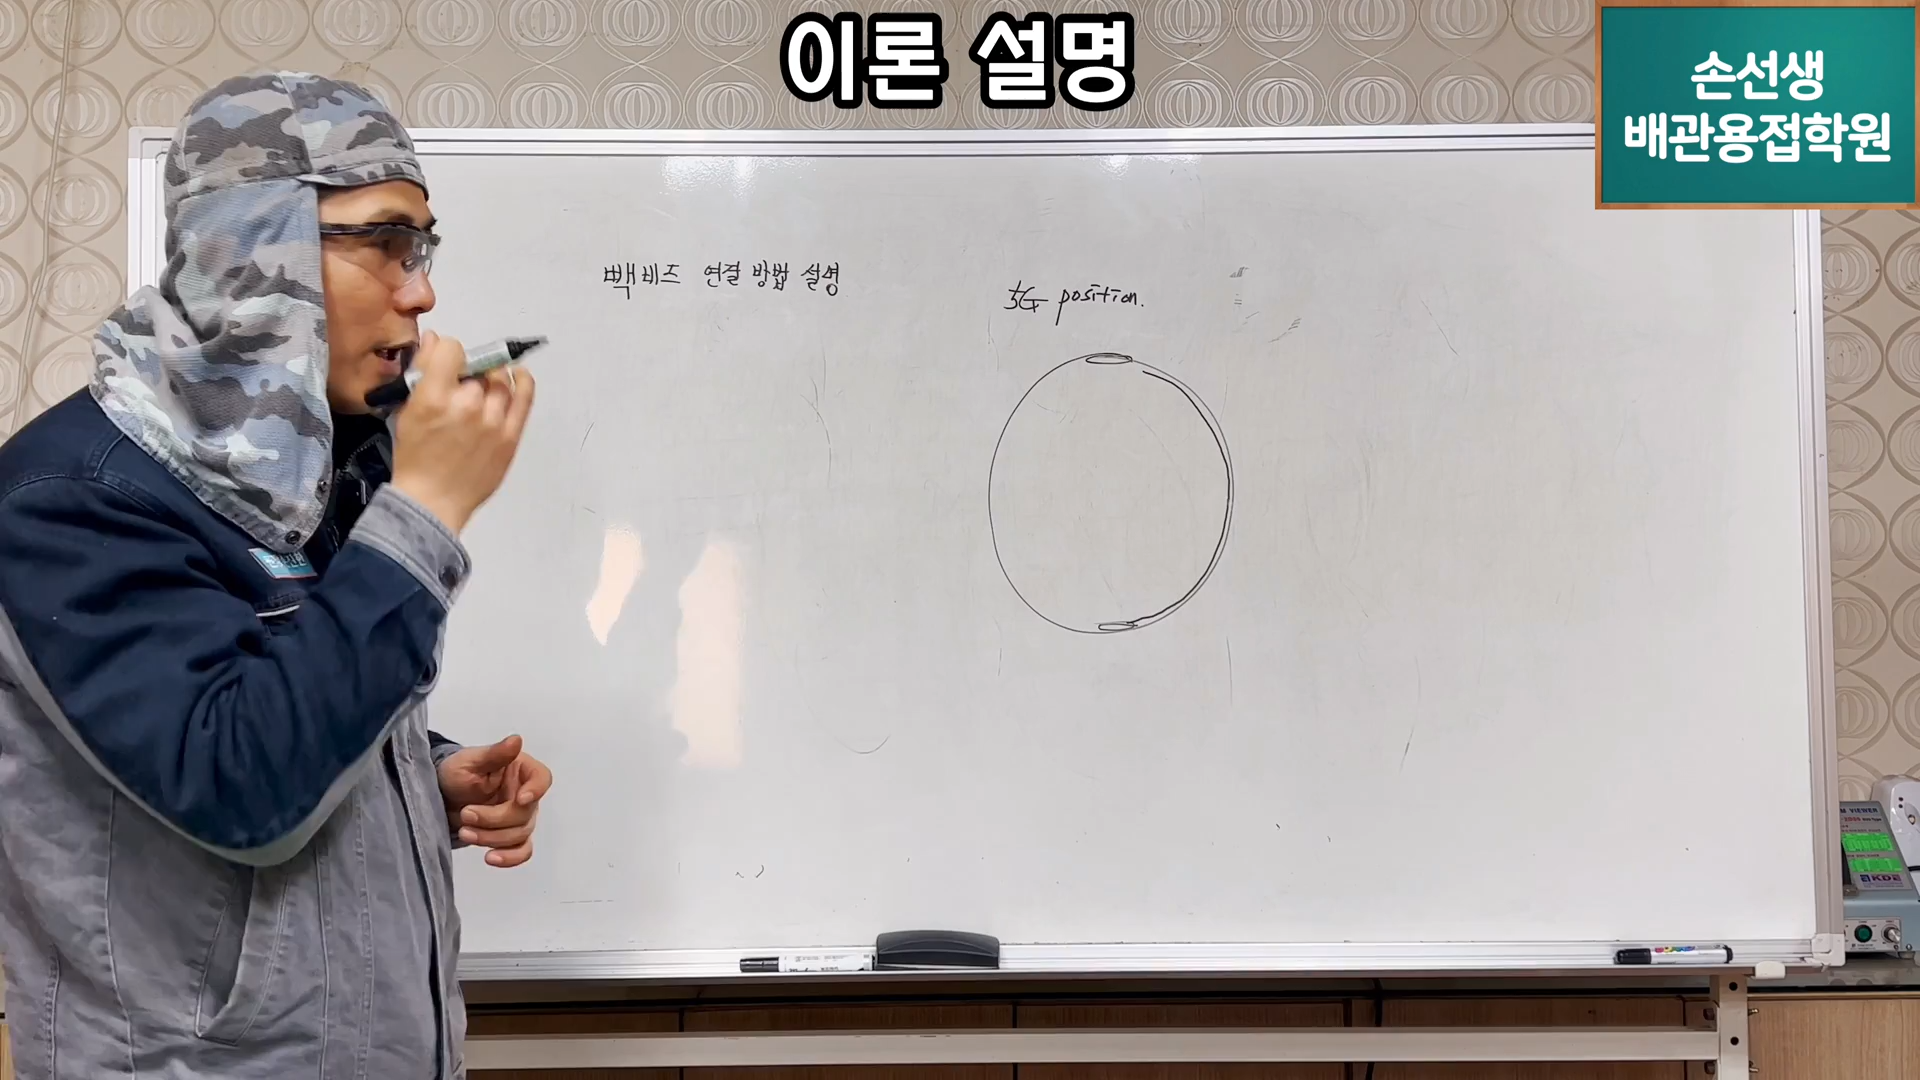 이론 설명
손선생
배관용접학원
빽비즈 연결 방법 설명
5G position.